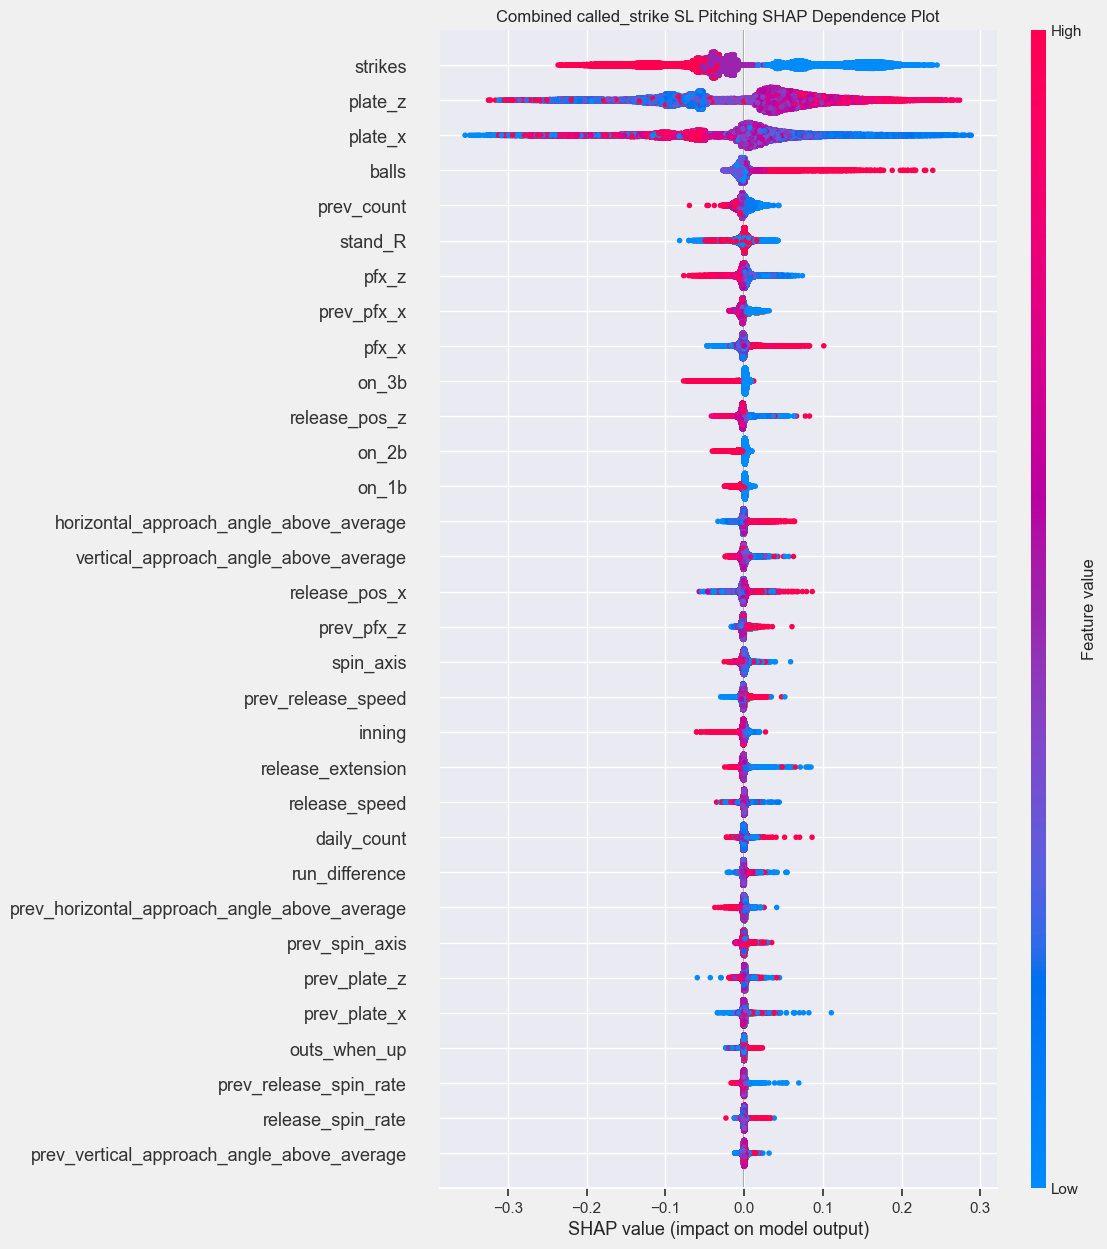 Combined called_strike SL Pitching SHAP Dependence Plot
High
strikes
plate_z
plate_x
balls
prev_count
stand_R
pfx_z
prev_pfx_x
pfx_x
on_3b
release_pos_z
on_2b
on_1b
horizontal_approach_angle_above_average
vertical_approach_angle_above_average
release_pos_x
prev_pfx_z
spin_axis
prev_release_speed
inning
release_extension
release_speed
daily_count
run_difference
prev_horizontal_approach_angle_above_average
prev_spin_axis
prev_plate_z
prev_plate_x
outs_when_up
prev_release_spin_rate
release_spin_rate
prev_vertical_approach_angle_above_average
Feature value
Low
−0.3 −0.2 −0.1 0.0 0.1 0.2 0.3
SHAP value (impact on model output)